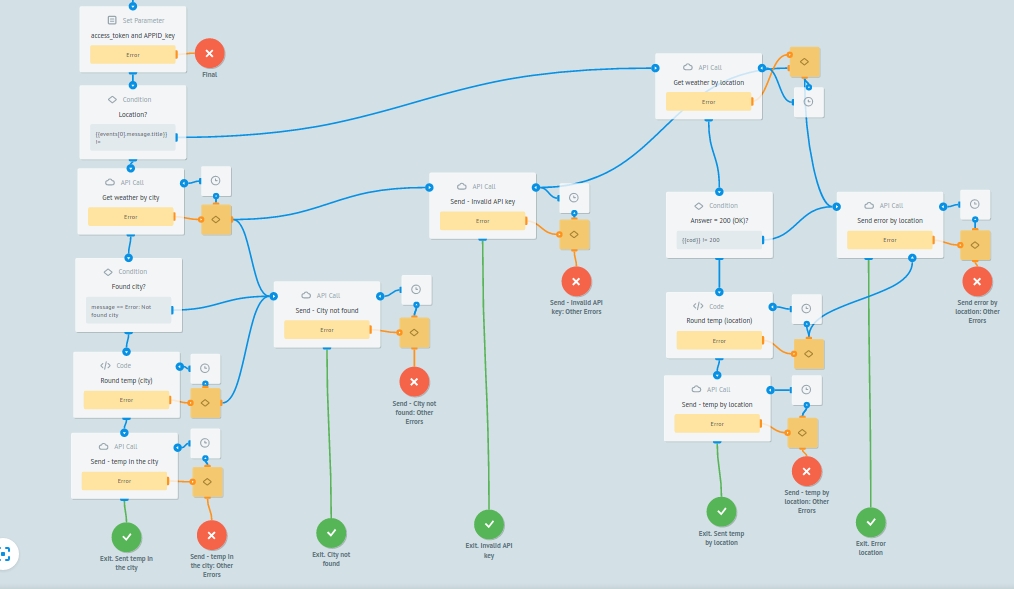 Set Parameter
access_token and APPID_key
Error
Final
Condition
Location?
{{events[0].message.title}}
!=
API Call
Get weather by city
Error
Condition
Found city?
message == Error: Not
found city
Code
Round temp (city)
Error
API Call
Send - temp in the city
Error
Exit. Sent temp in
the city
Send - temp in
the city: Other
Errors
API Call
Send - City not found
Error
Send - City not
found: Other
Errors
Exit. City not
found
API Call
Send - Invalid API key
Error
Send - Invalid API
key: Other Errors
Exit. Invalid API
key
API Call
Get weather by location
Error
Condition
Answer = 200 (OK)?
{{cod}} != 200
Code
Round temp (location)
Error
API Call
Send - temp by location
Error
Exit. Sent temp
by location
Send - temp by
location: Other
Errors
API Call
Send error by location
Error
Send error by
location: Other
Errors
Exit. Error
location